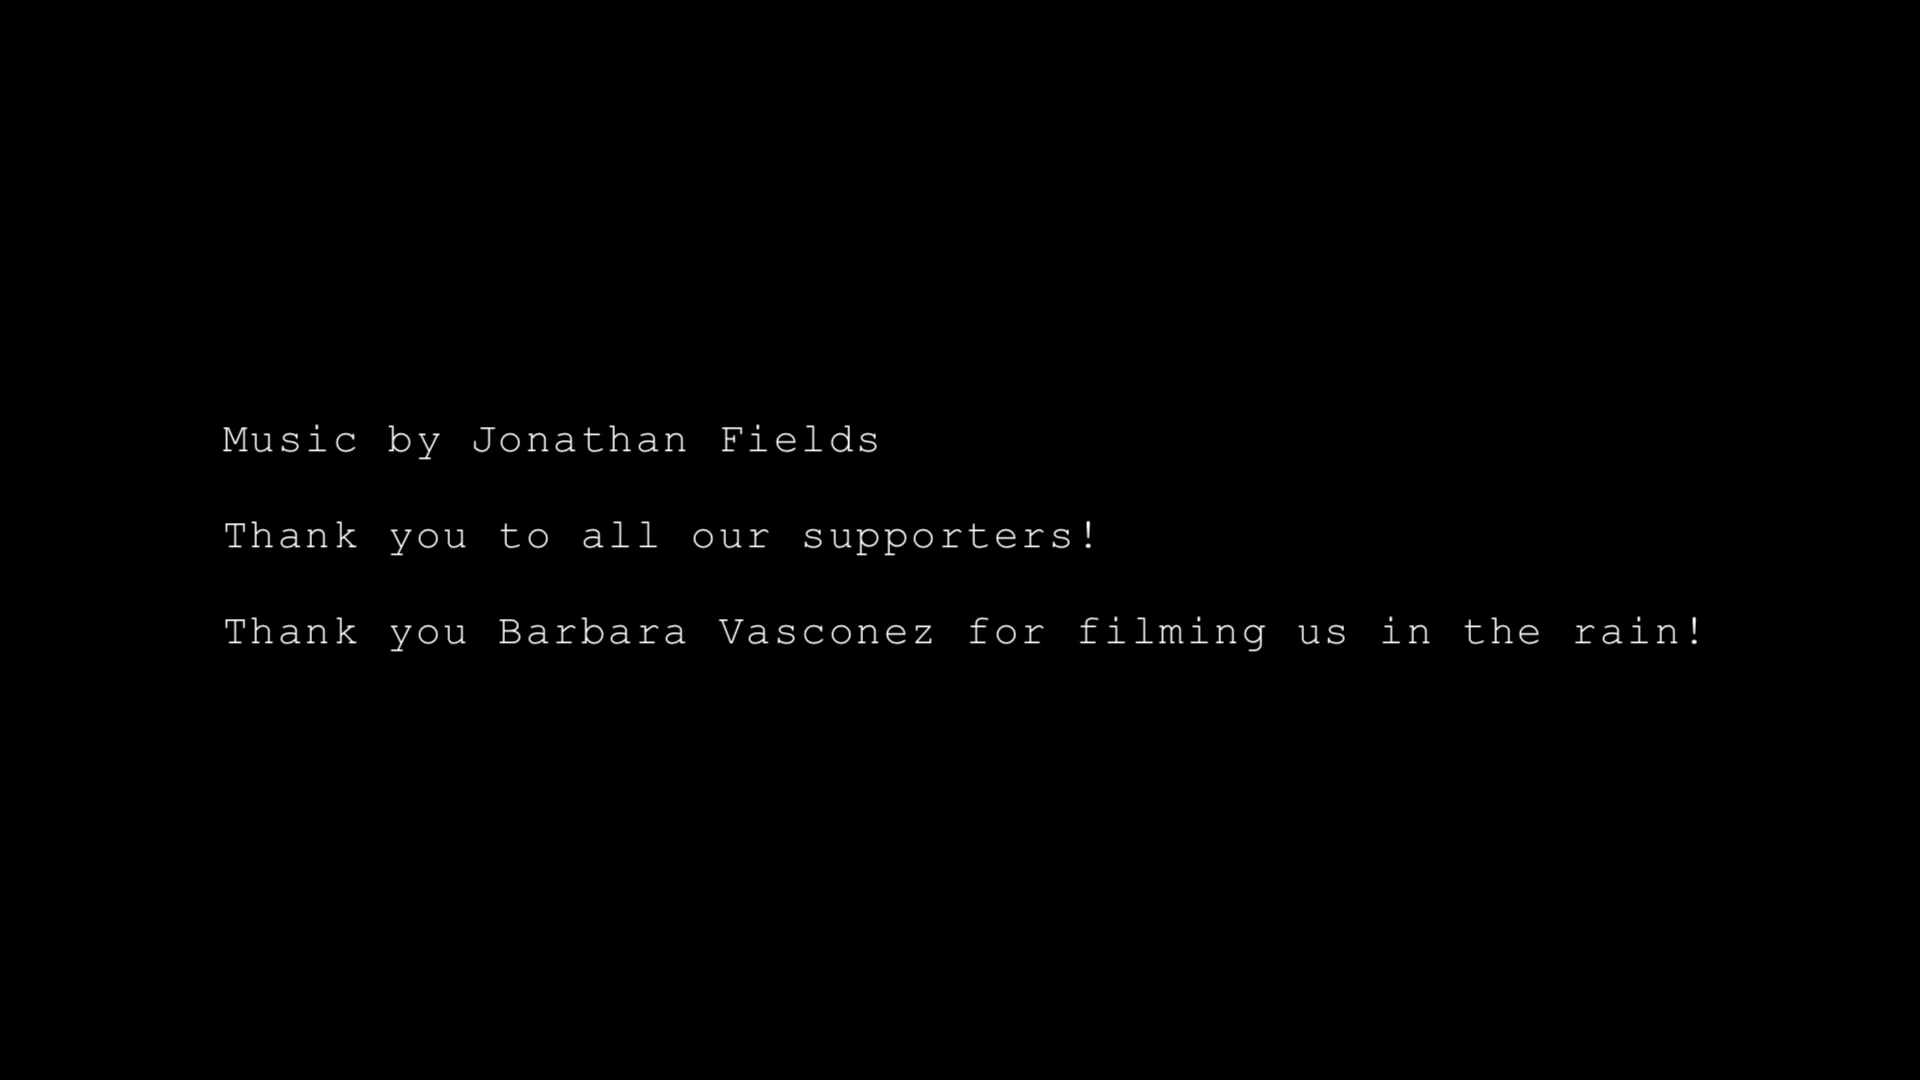 Music by Jonathan Fields
Thank you to all our supporters!
Thank you Barbara Vasconez for filming us in the rain!